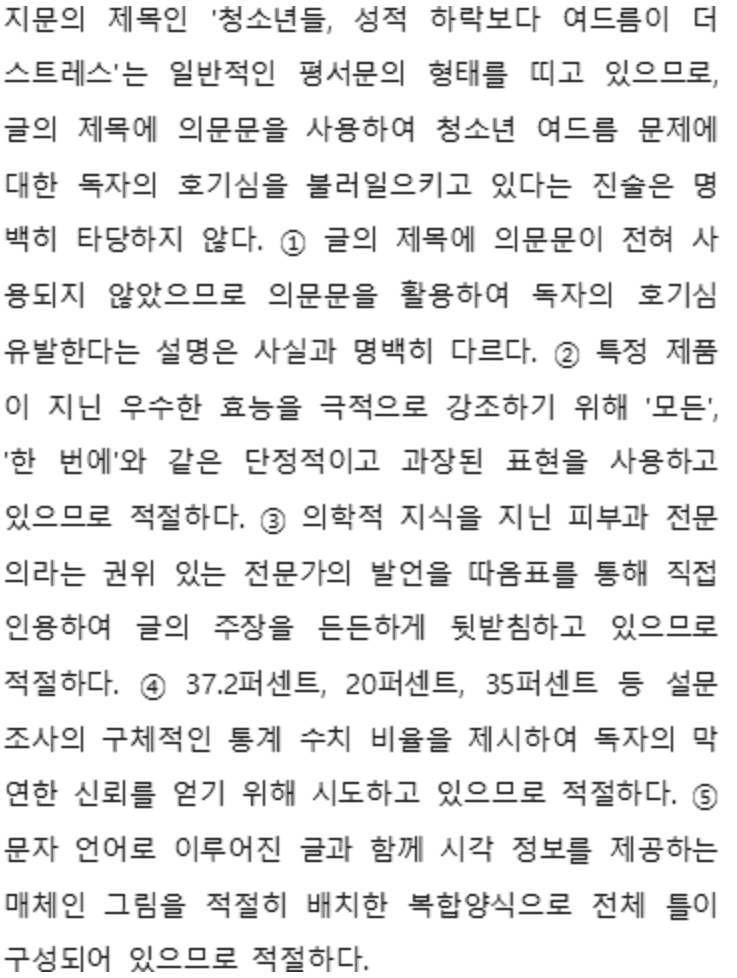 지문의 제목인 '청소년들, 성적 하락보다 여드름이 더
스트레스'는 일반적인 평서문의 형태를 띠고 있으므로,
글의 제목에 의문문을 사용하여 청소년 여드름 문제에
대한 독자의 호기심을 불러일으키고 있다는 진술은 명
백히 타당하지 않다. ① 글의 제목에 의문문이 전혀 사
용되지 않았으므로 의문문을 활용하여 독자의 호기심
유발한다는 설명은 사실과 명백히 다르다. ② 특정 제품
이 지닌 우수한 효능을 극적으로 강조하기 위해 '모든',
'한 번에'와 같은 단정적이고 과장된 표현을 사용하고
있으므로 적절하다. ③ 의학적 지식을 지닌 피부과 전문
의라는 권위 있는 전문가의 발언을 따옴표를 통해 직접
인용하여 글의 주장을 든든하게 뒷받침하고 있으므로
적절하다. ④ 37.2퍼센트, 20퍼센트, 35퍼센트 등 설문
조사의 구체적인 통계 수치 비율을 제시하여 독자의 막
연한 신뢰를 얻기 위해 시도하고 있으므로 적절하다. ⑤
문자 언어로 이루어진 글과 함께 시각 정보를 제공하는
매체인 그림을 적절히 배치한 복합양식으로 전체 틀이
구성되어 있으므로 적절하다.